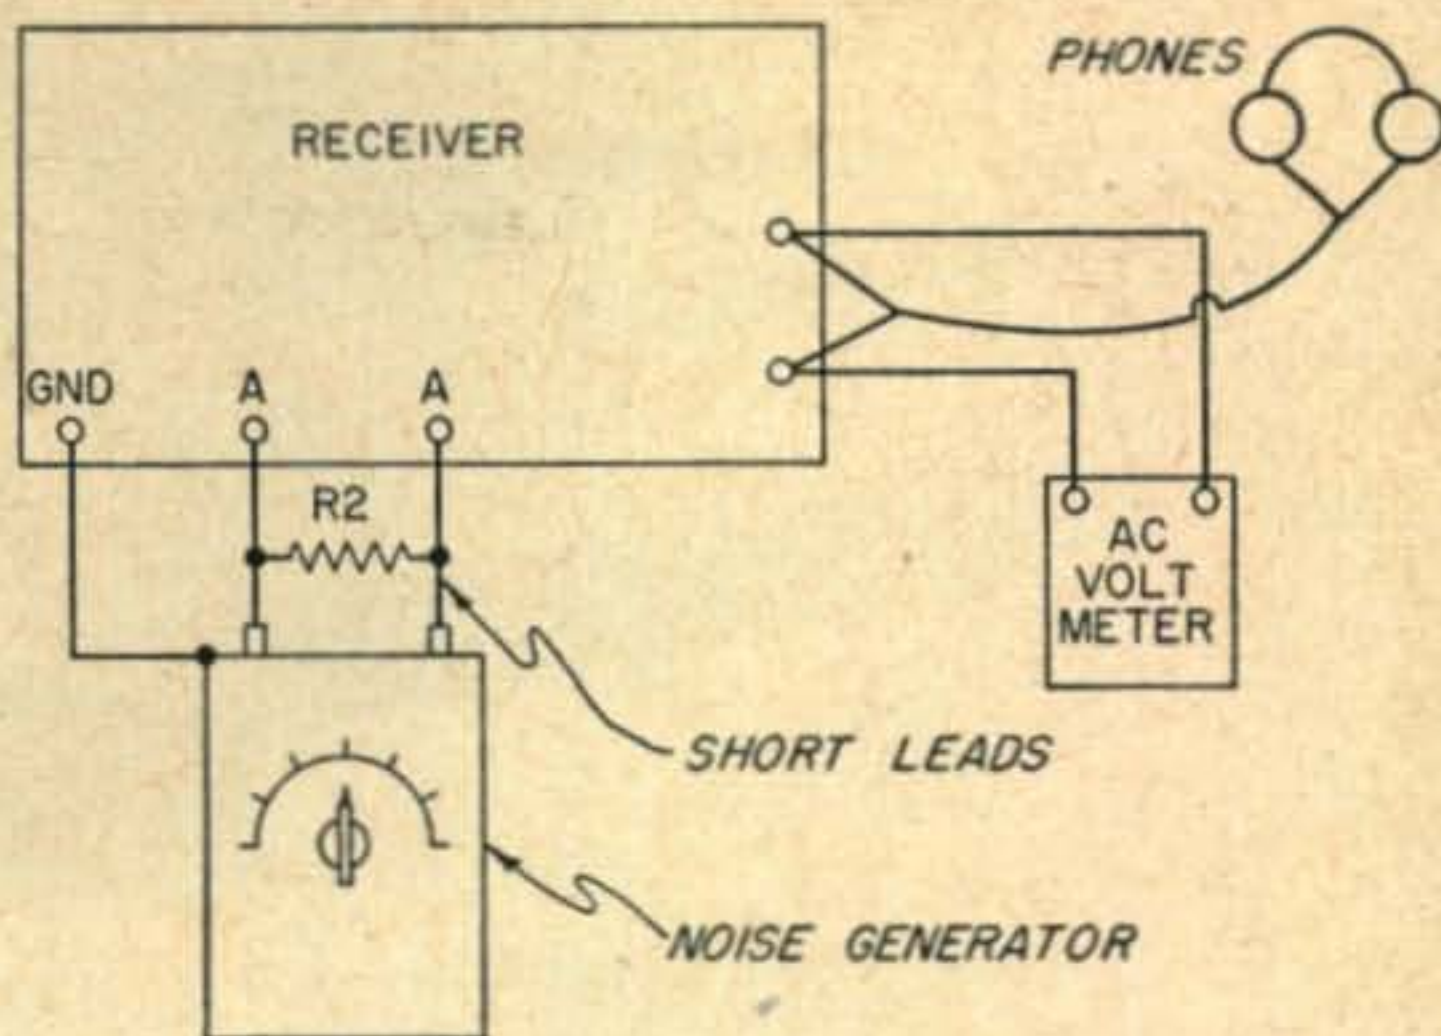 PHONES
RECEIVER
GND
A
A
R2
AC
VOLT
METER
SHORT LEADS
NOISE GENERATOR